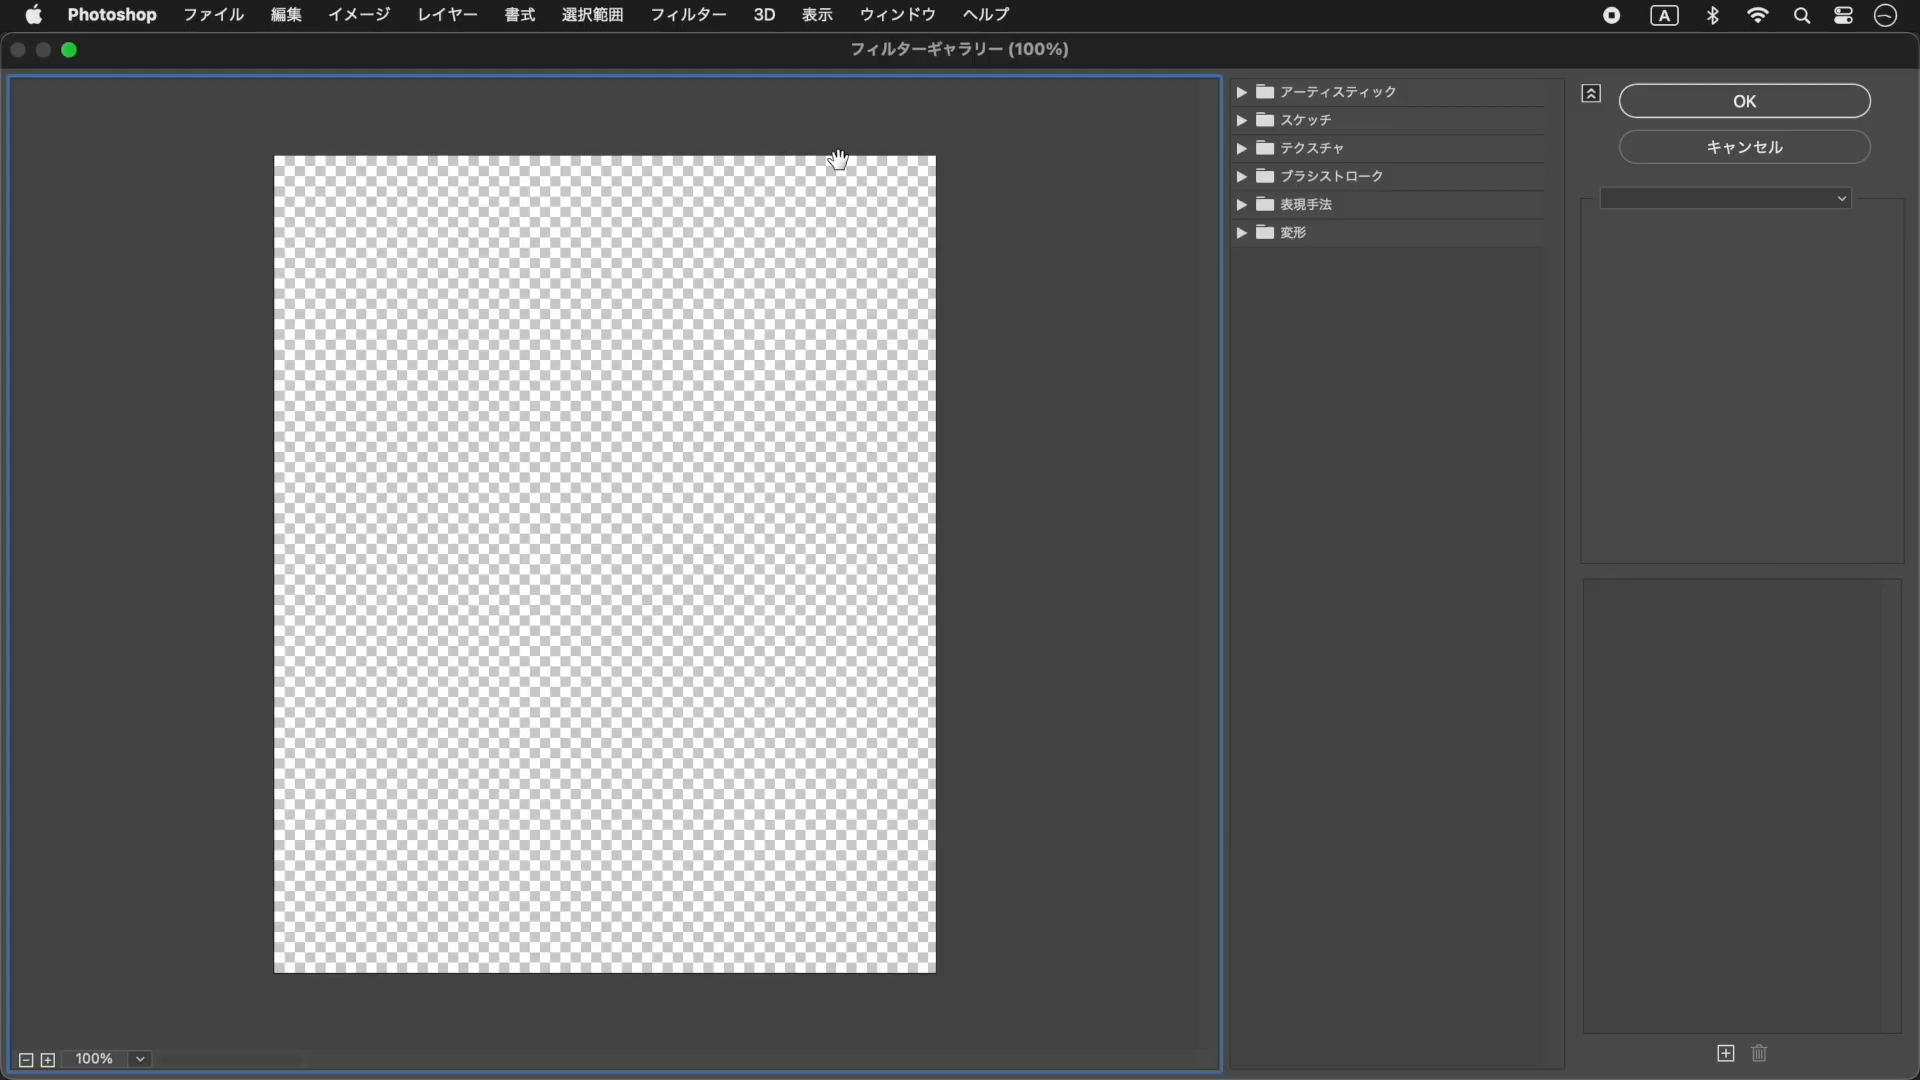 Photoshop ファイル 編集 イメージ レイヤー 書式 選択範囲 フィルター 3D 表示 ウィンドウ ヘルプ A
フィルターギャラリー (100%)
アーティスティック
スケッチ
テクスチャ
ブラシストローク
表現手法
変形
OK
キャンセル
100%